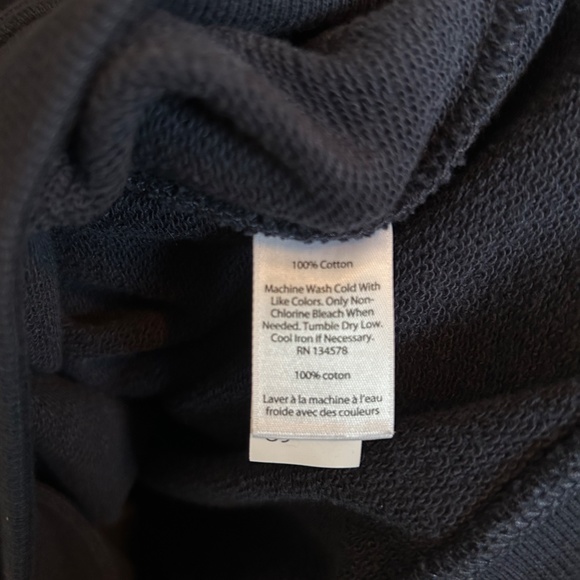 100% Cotton
Machine Wash Cold With
Like Colors. Only Non-
Chlorine Bleach When
Needed. Tumble Dry Low.
Cool Iron if Necessary.
RN 134578
100% coton
Laver à la machine à l'eau
froide avec des couleurs